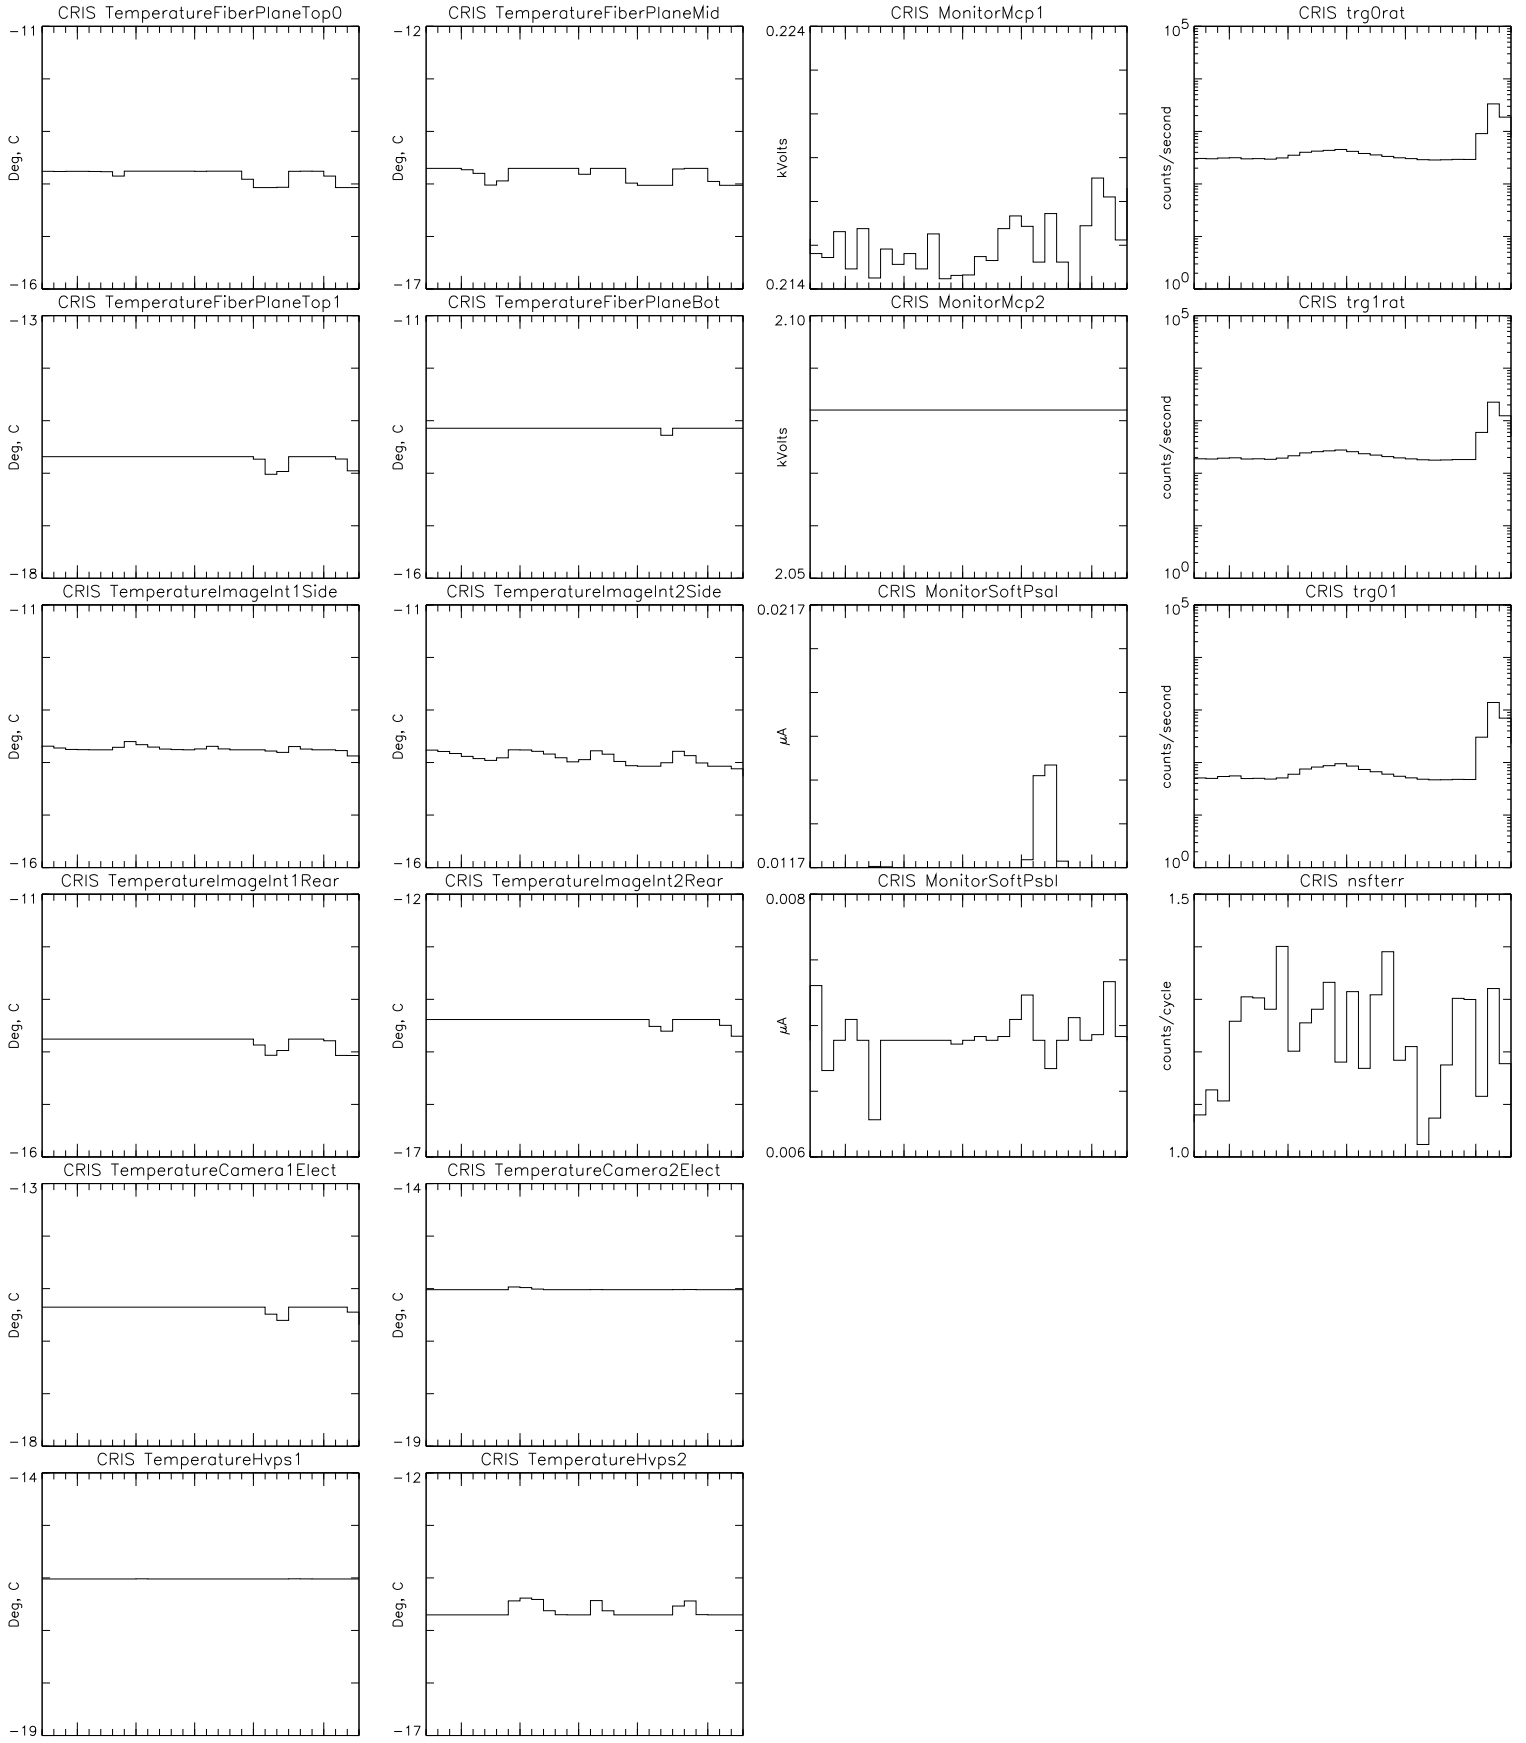 CRIS TemperatureFiberPlaneTop0
-11
Deg, C
-16
CRIS TemperatureFiberPlaneMid
-12
Deg, C
-17
CRIS MonitorMcp1
0.224
kVolts
0.214
CRIS trg0rat
10^5
counts/second
10^0
CRIS TemperatureFiberPlaneTop1
-13
Deg, C
-18
CRIS TemperatureFiberPlaneBot
-11
Deg, C
-16
CRIS MonitorMcp2
2.10
kVolts
2.05
CRIS trg1rat
10^5
counts/second
10^0
CRIS TemperatureImageInt1Side
-11
Deg, C
-16
CRIS TemperatureImageInt2Side
-11
Deg, C
-16
CRIS MonitorSoftPsaI
0.0217
μA
0.0117
CRIS trg01
10^5
counts/second
10^0
CRIS TemperatureImageInt1Rear
-11
Deg, C
-16
CRIS TemperatureImageInt2Rear
-12
Deg, C
-17
CRIS MonitorSoftPsbI
0.008
μA
0.006
CRIS nsfterr
1.5
counts/cycle
1.0
CRIS TemperatureCamera1Elect
-13
Deg, C
-18
CRIS TemperatureCamera2Elect
-14
Deg, C
-19
CRIS TemperatureHvps1
-14
Deg, C
-19
CRIS TemperatureHvps2
-12
Deg, C
-17